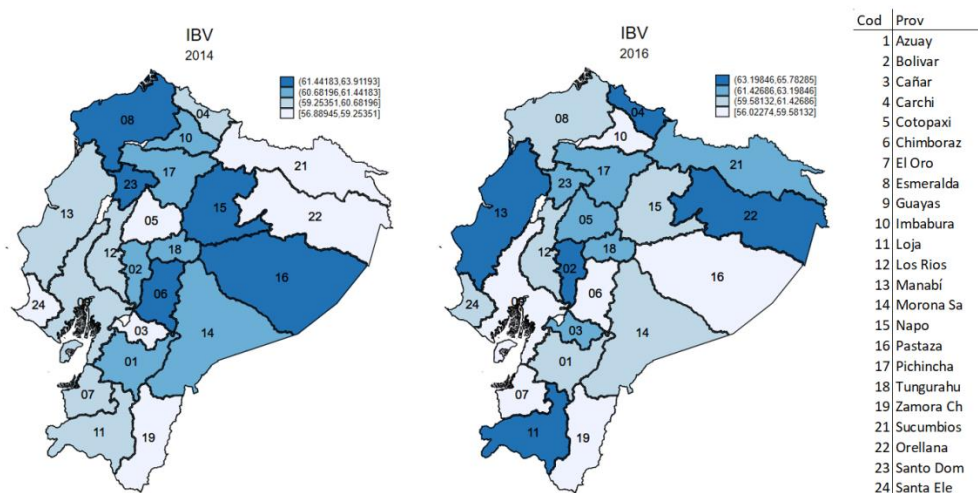 IBV
2014
(61.44183,63.91193]
(60.68196,61.44183]
(59.25351,60.68196]
[56.88945,59.25351]
08
04
10
21
23
17
13
15
22
05
12
18
02
16
24
06
09
03
14
01
07
11
19
IBV
2016
(63.19846,65.78285]
(61.42686,63.19846]
(59.58132,61.42686]
[56.02274,59.58132]
08
04
10
21
23
17
13
15
22
05
12
18
02
16
24
06
09
03
14
01
07
11
19
Cod Prov
1 Azuay
2 Bolivar
3 Cañar
4 Carchi
5 Cotopaxi
6 Chimboraz
7 El Oro
8 Esmeralda
9 Guayas
10 Imbabura
11 Loja
12 Los Rios
13 Manabí
14 Morona Sa
15 Napo
16 Pastaza
17 Pichincha
18 Tungurahu
19 Zamora Ch
21 Sucumbios
22 Orellana
23 Santo Dom
24 Santa Ele